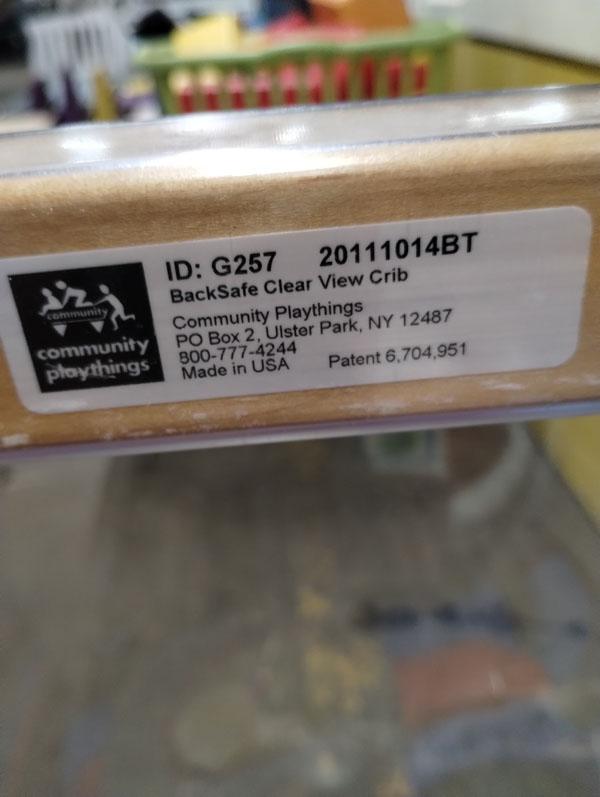 community
community
playthings
ID: G257 20111014BT
BackSafe Clear View Crib
Community Playthings
PO Box 2, Ulster Park, NY 12487
800-777-4244
Made in USA Patent 6,704,951